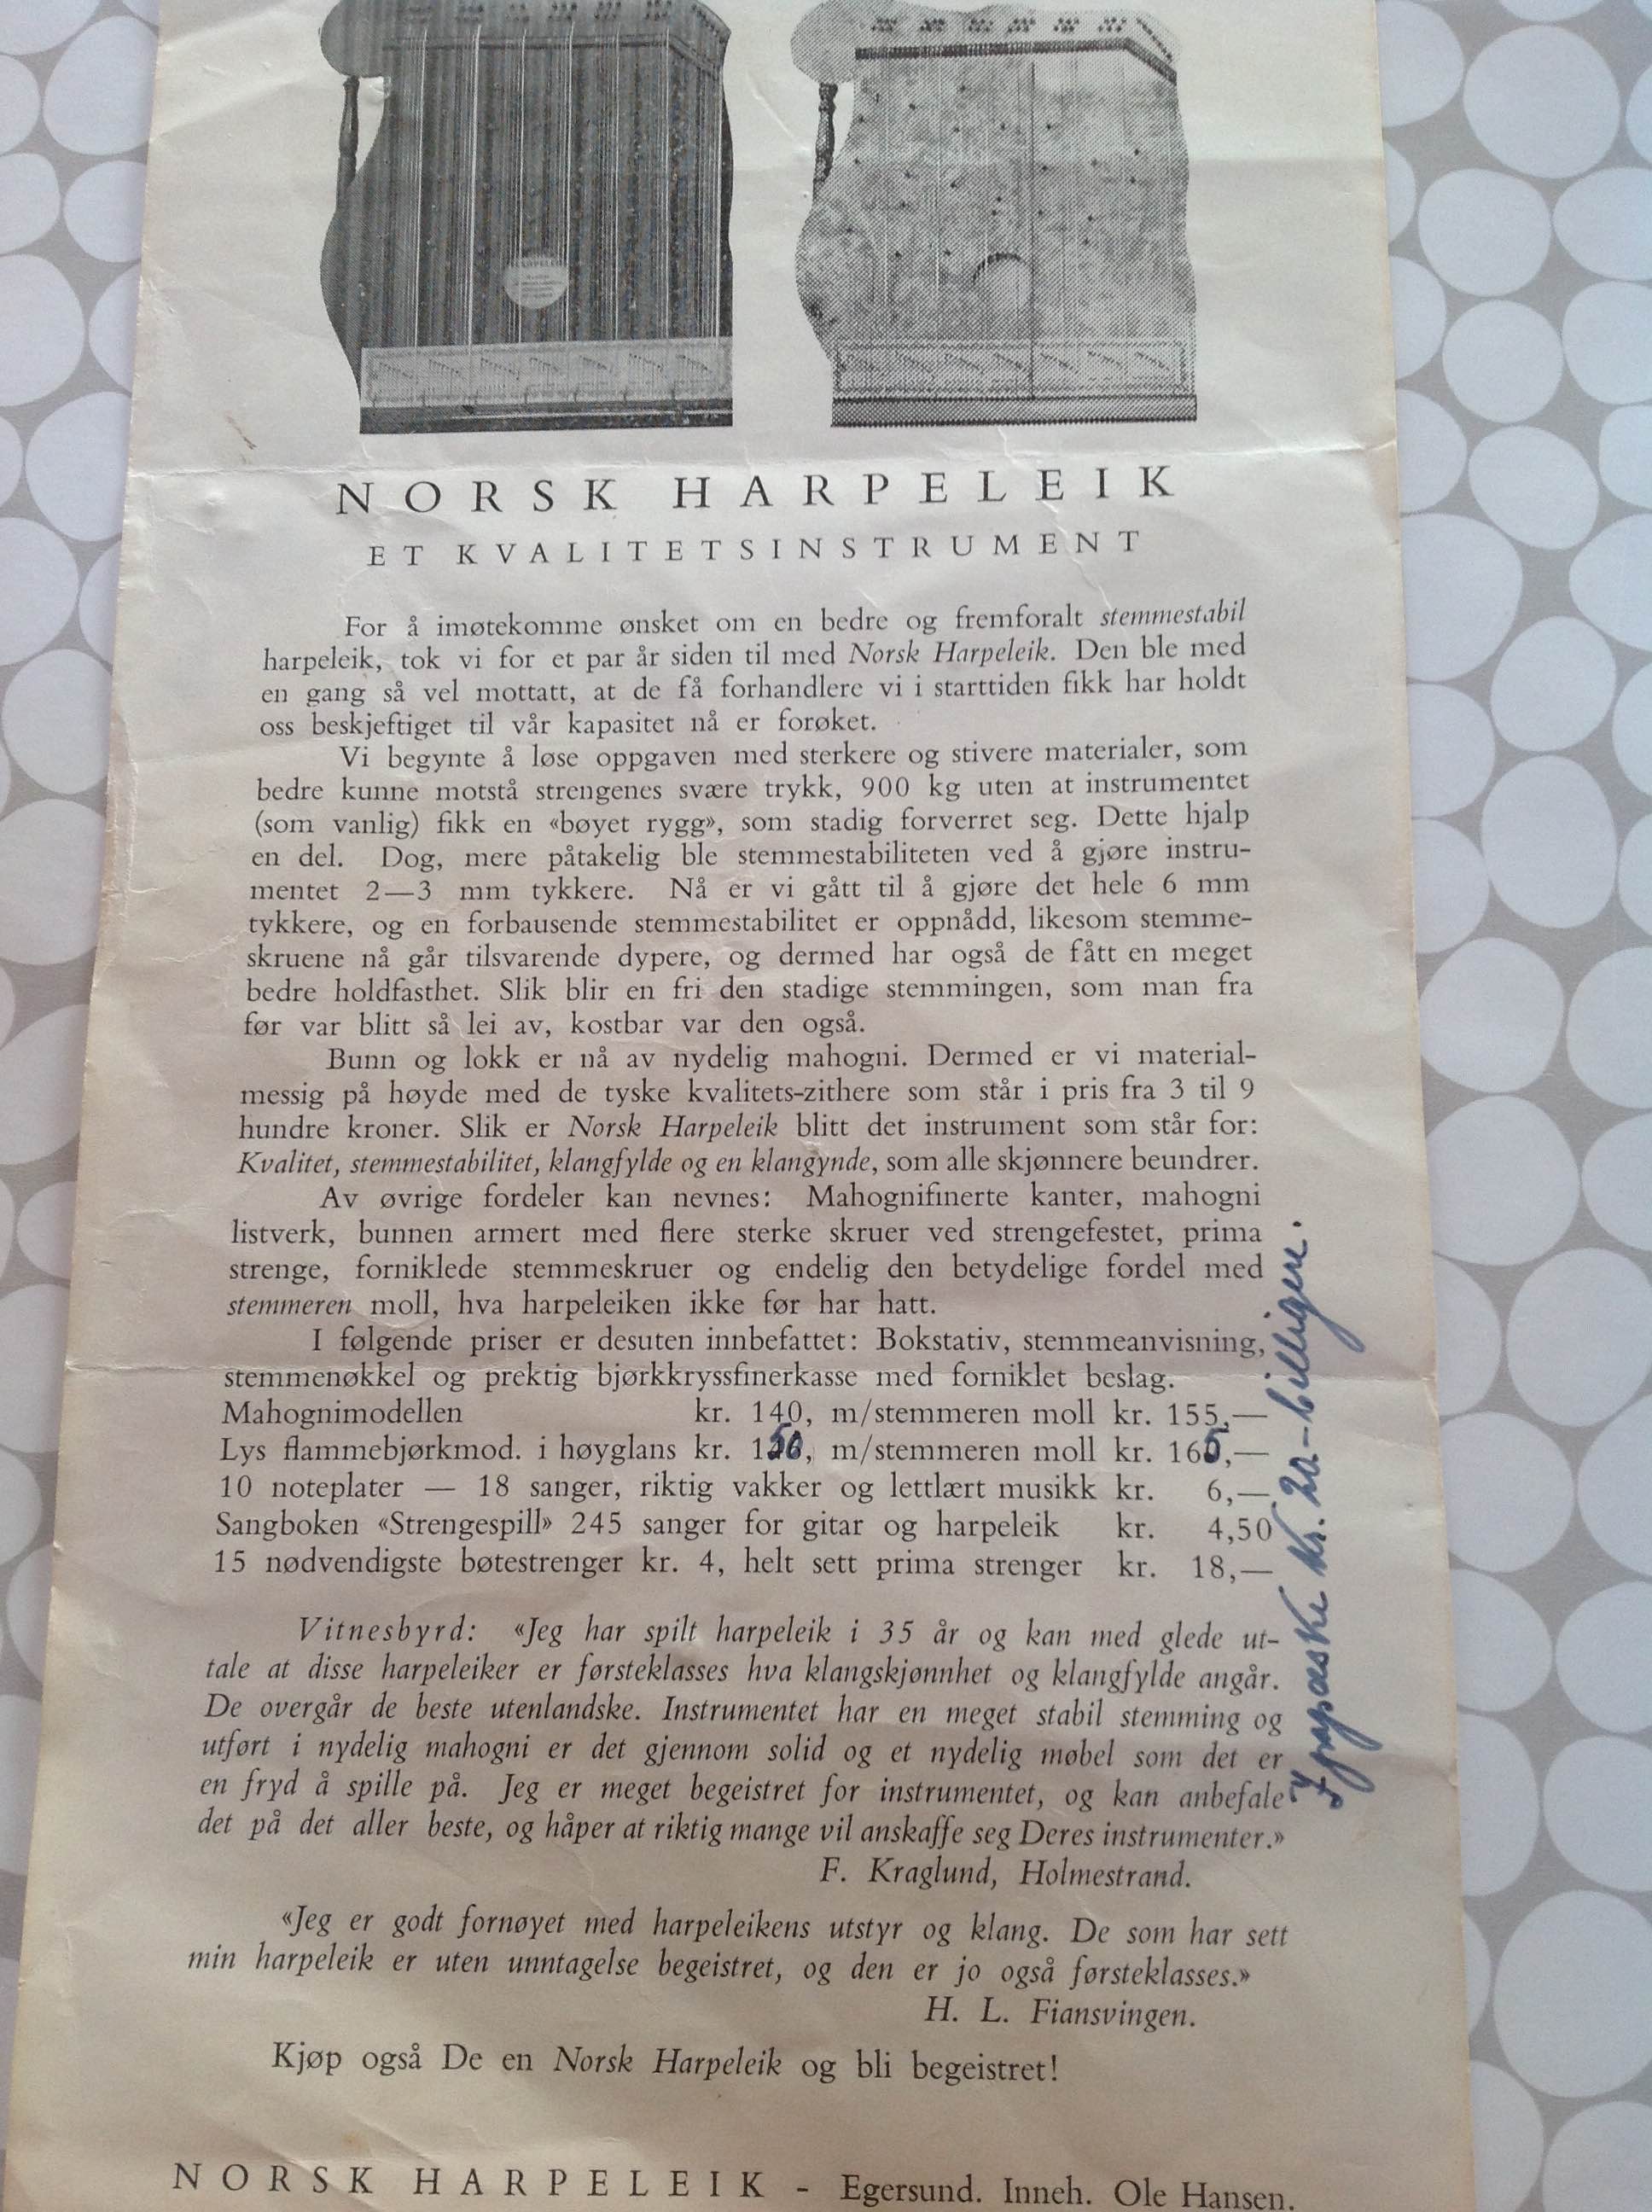 NORSK HARPELEIK
ET KVALITETSINSTRUMENT
For å imøtekomme ønsket om en bedre og fremforalt stemmestabil
harpeleik, tok vi for et par år siden til med Norsk Harpeleik. Den ble med
en gang så vel mottatt, at de få forhandlere vi i starttiden fikk har holdt
oss beskjeftiget til vår kapasitet nå er forøket.
Vi begynte å løse oppgaven med sterkere og stivere materialer, som
bedre kunne motstå strengenes svære trykk, 900 kg uten at instrumentet
(som vanlig) fikk en «bøyet rygg», som stadig forverret seg. Dette hjalp
en del. Dog, mere påtakelig ble stemmestabiliteten ved å gjøre instru-
mentet 2—3 mm tykkere. Nå er vi gått til å gjøre det hele 6 mm
tykkere, og en forbausende stemmestabilitet er oppnådd, likesom stemme-
skruene nå går tilsvarende dypere, og dermed har også de fått en meget
bedre holdfasthet. Slik blir en fri den stadige stemmingen, som man fra
før var blitt så lei av, kostbar var den også.
Bunn og lokk er nå av nydelig mahogni. Dermed er vi material-
messig på høyde med de tyske kvalitets-zithere som står i pris fra 3 til 9
hundre kroner. Slik er Norsk Harpeleik blitt det instrument som står for:
Kvalitet, stemmestabilitet, klangfylde og en klangynde, som alle skjønnere beundrer.
Av øvrige fordeler kan nevnes: Mahognifinerte kanter, mahogni
listverk, bunnen armert med flere sterke skruer ved strengefestet, prima
strenge, forniklede stemmeskruer og endelig den betydelige fordel med
stemmeren moll, hva harpeleiken ikke før har hatt.
I følgende priser er desuten innbefattet: Bokstativ, stemmeanvisning,
stemmenøkkel og prektig bjørkkryssfinerkasse med forniklet beslag.
Mahognimodellen kr. 140, m/stemmeren moll kr. 155,—
Lys flammebjørkmod. i høyglans kr. 150, m/stemmeren moll kr. 165,—
10 noteplater — 18 sanger, riktig vakker og lettlært musikk kr. 6,—
Sangboken «Strengespill» 245 sanger for gitar og harpeleik kr. 4,50
15 nødvendigste bøtestrenger kr. 4, helt sett prima strenger kr. 18,—
I papaske kr. 20.- billigere.
Vitnesbyrd: «Jeg har spilt harpeleik i 35 år og kan med glede ut-
tale at disse harpeleiker er førsteklasses hva klangskjønnhet og klangfylde angår.
De overgår de beste utenlandske. Instrumentet har en meget stabil stemming og
utført i nydelig mahogni er det gjennom solid og et nydelig møbel som det er
en fryd å spille på. Jeg er meget begeistret for instrumentet, og kan anbefale
det på det aller beste, og håper at riktig mange vil anskaffe seg Deres instrumenter.»
F. Kraglund, Holmestrand.
«Jeg er godt fornøyet med harpeleikens utstyr og klang. De som har sett
min harpeleik er uten unntagelse begeistret, og den er jo også førsteklasses.»
H. L. Fiansvingen.
Kjøp også De en Norsk Harpeleik og bli begeistret!
NORSK HARPELEIK - Egersund. Inneh. Ole Hansen.